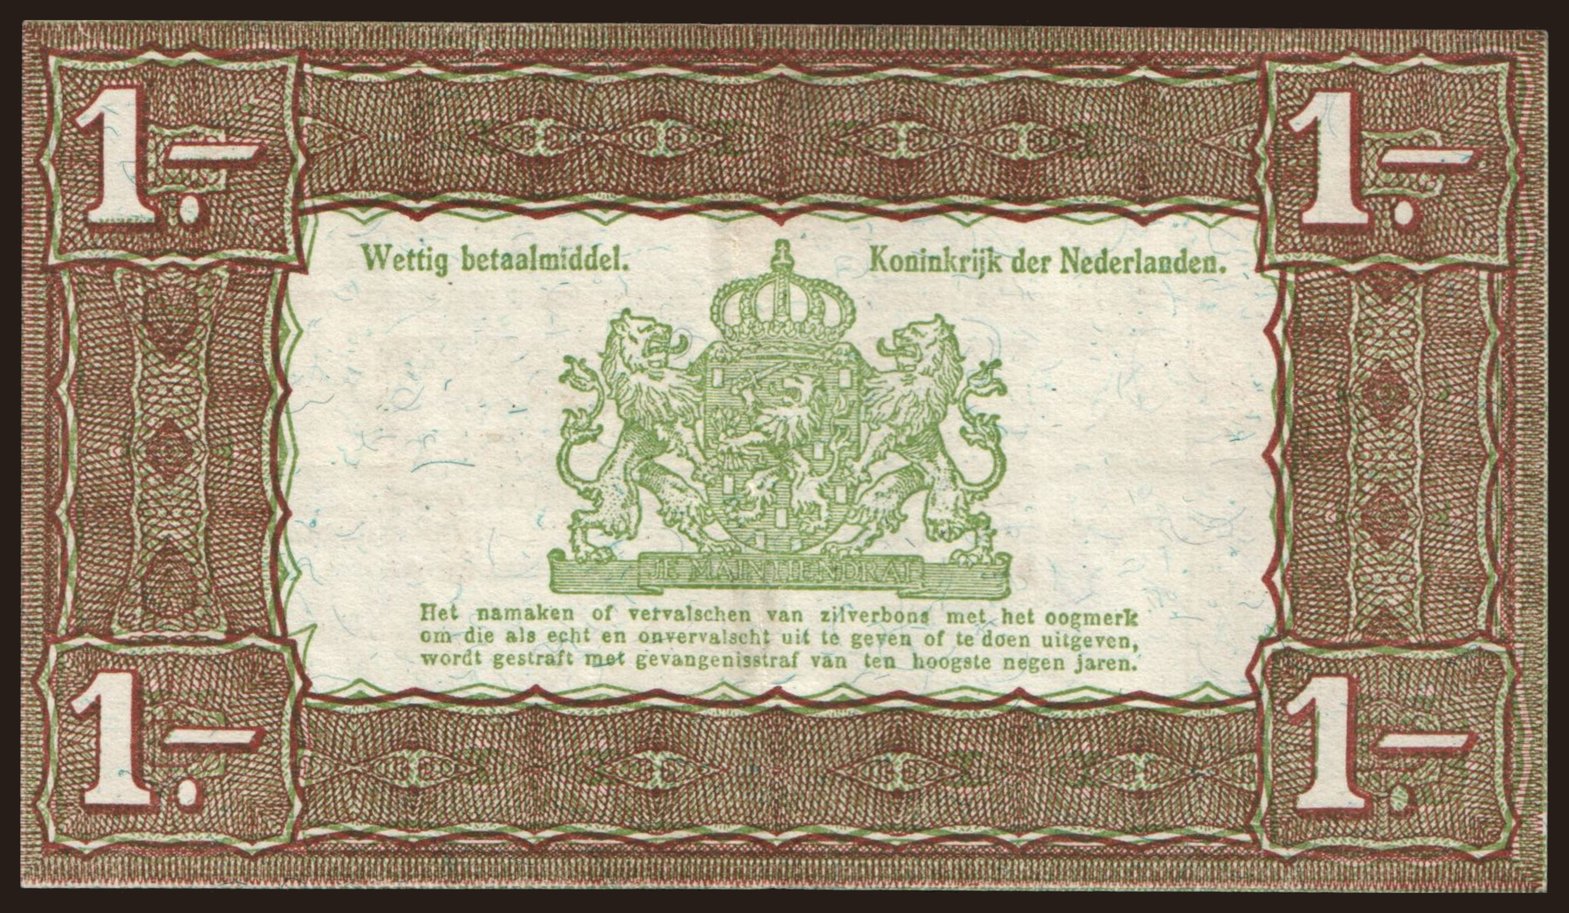 1.— 1.—
Wettig betaalmiddel. Koninkrijk der Nederlanden.
JE MAINTIENDRAI
Het namaken of vervalschen van zilverbons met het oogmerk
om die als echt en onvervalscht uit te geven of te doen uitgeven,
wordt gestraft met gevangenisstraf van ten hoogste negen jaren.
1.— 1.—